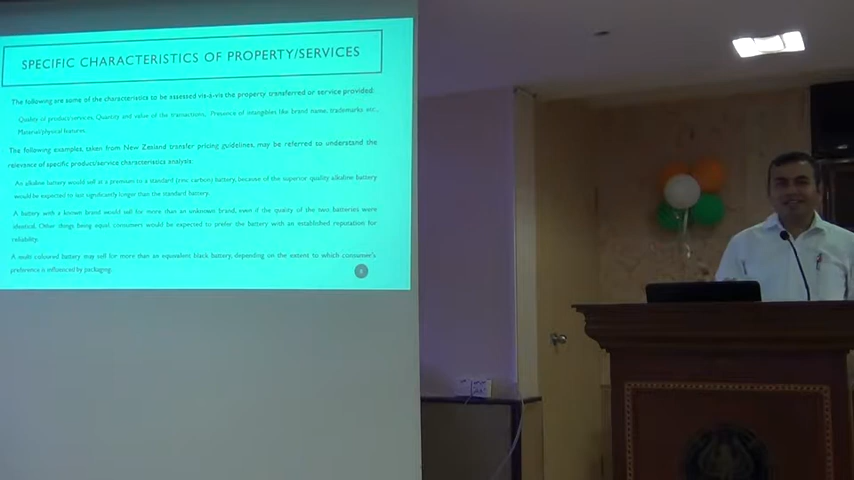 SPECIFIC CHARACTERISTICS OF PROPERTY/SERVICES
The following are some of the characteristics to be assessed vis-à-vis the property transferred or service provided:
Quality of product/services, Quantity and value of the transactions, Presence of intangibles like brand name, trademarks etc.,
Material/physical features.
The following examples, taken from New Zealand transfer pricing guidelines, may be referred to understand the
relevance of specific product/service characteristics analysis:
An alkaline battery would sell at a premium to a standard (zinc carbon) battery, because of the superior quality alkaline battery
would be expected to last significantly longer than the standard battery.
A battery with a known brand would sell for more than an unknown brand, even if the quality of the two batteries were
identical. Other things being equal consumers would be expected to prefer the battery with an established reputation for
reliability.
A multi coloured battery may sell for more than an equivalent black battery, depending on the extent to which consumer's
preference is influenced by packaging.